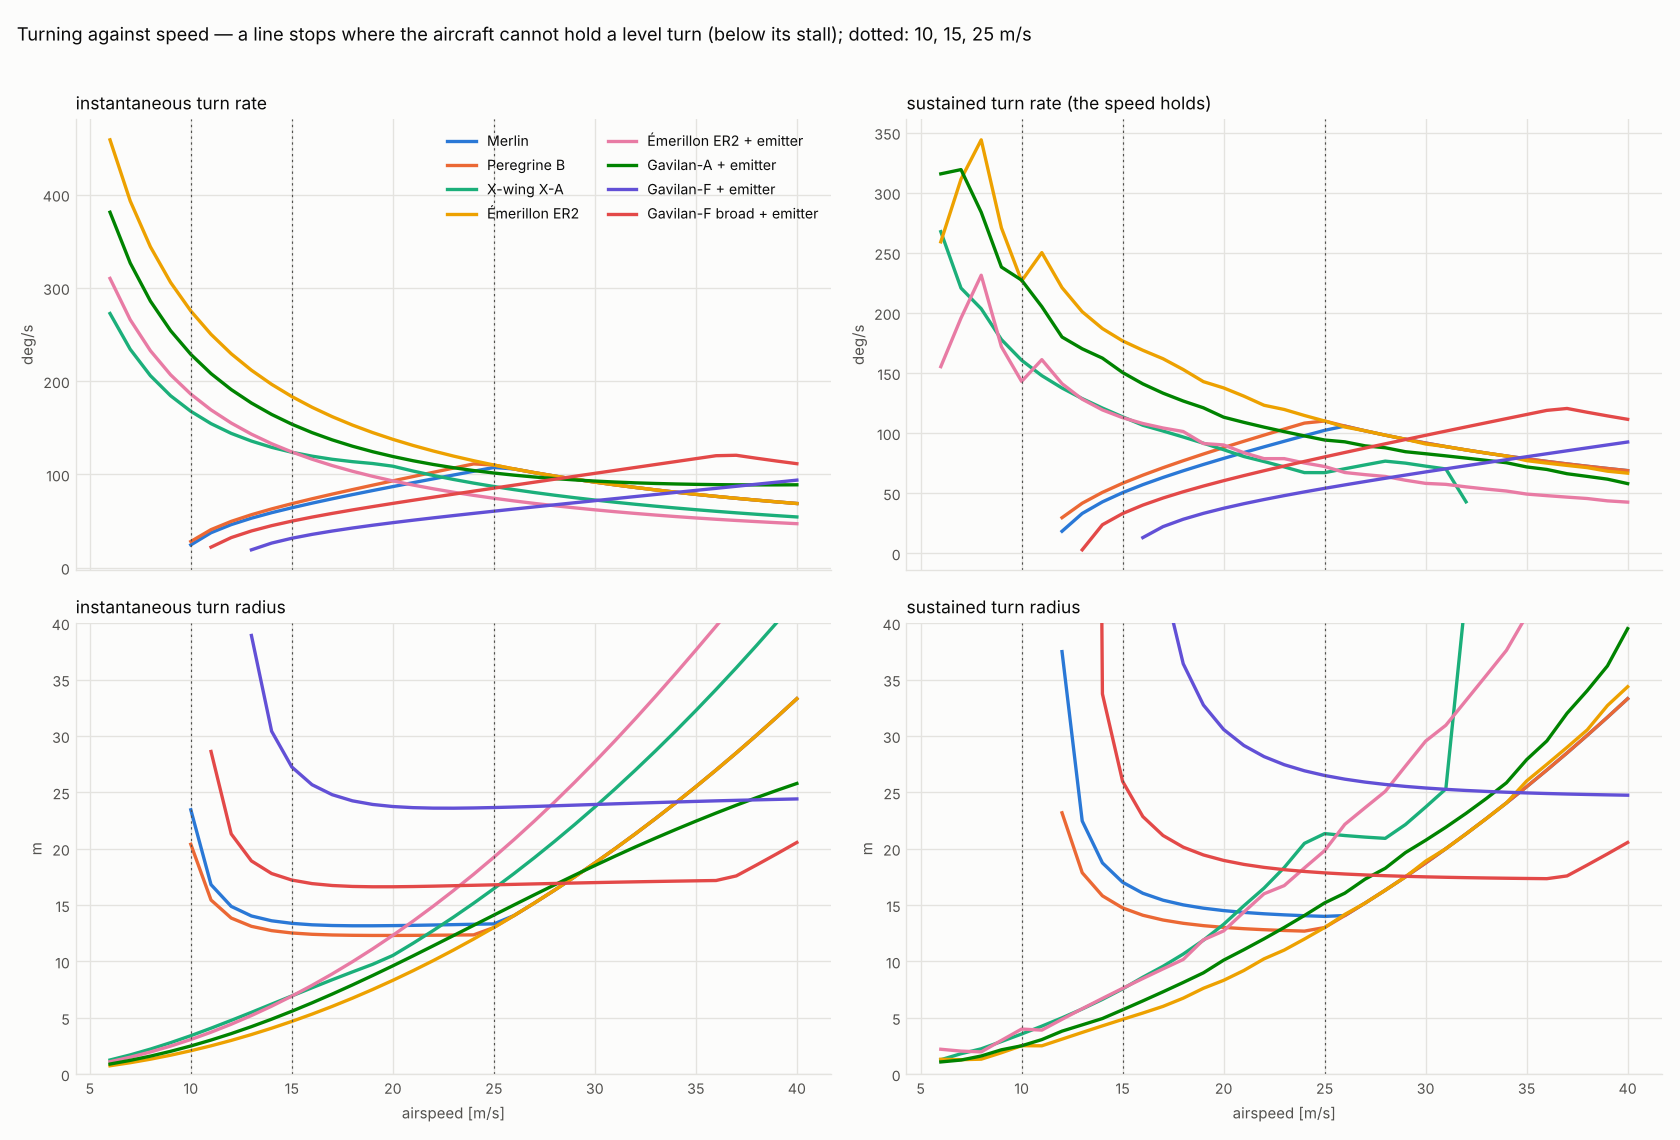 Turning against speed — a line stops where the aircraft cannot hold a level turn (below its stall); dotted: 10, 15, 25 m/s
instantaneous turn rate
Merlin
Peregrine B
X-wing X-A
Émerillon ER2
Émerillon ER2 + emitter
Gavilan-A + emitter
Gavilan-F + emitter
Gavilan-F broad + emitter
deg/s
400
300
200
100
0
sustained turn rate (the speed holds)
deg/s
350
300
250
200
150
100
50
0
instantaneous turn radius
m
40
35
30
25
20
15
10
5
0
5 10 15 20 25 30 35 40
airspeed [m/s]
sustained turn radius
m
40
35
30
25
20
15
10
5
0
5 10 15 20 25 30 35 40
airspeed [m/s]